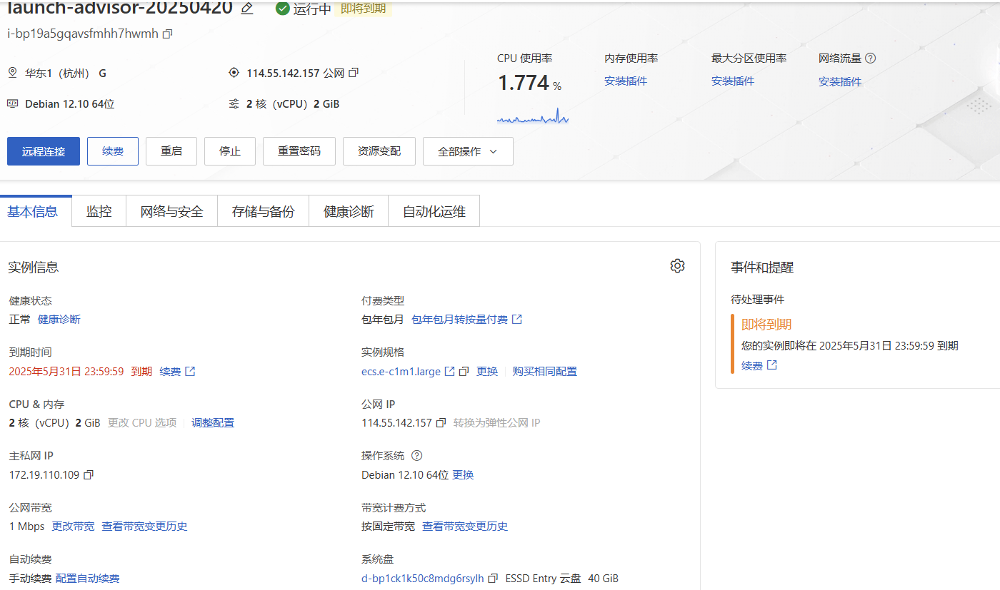 launch-advisor-20250420 运行中 即将到期
i-bp19a5gqavsfmhh7hwmh
CPU 使用率 内存使用率 最大分区使用率 网络流量
华东1（杭州） G 114.55.142.157 公网
1.774 % 安装插件 安装插件 安装插件
Debian 12.10 64位 2 核（vCPU）2 GiB
远程连接 续费 重启 停止 重置密码 资源变配 全部操作
基本信息 监控 网络与安全 存储与备份 健康诊断 自动化运维
实例信息
健康状态 付费类型
正常 健康诊断 包年包月 包年包月转按量付费
到期时间 实例规格
2025年5月31日 23:59:59 到期 续费 ecs.e-c1m1.large 更换 购买相同配置
CPU & 内存 公网 IP
2 核（vCPU）2 GiB 更改 CPU 选项 调整配置 114.55.142.157 转换为弹性公网 IP
主私网 IP 操作系统
172.19.110.109 Debian 12.10 64位 更换
公网带宽 带宽计费方式
1 Mbps 更改带宽 查看带宽变更历史 按固定带宽 查看带宽变更历史
自动续费 系统盘
手动续费 配置自动续费 d-bp1ck1k50c8mdg6rsylh ESSD Entry 云盘 40 GiB
事件和提醒
待处理事件
即将到期
您的实例即将在 2025年5月31日 23:59:59 到期
续费